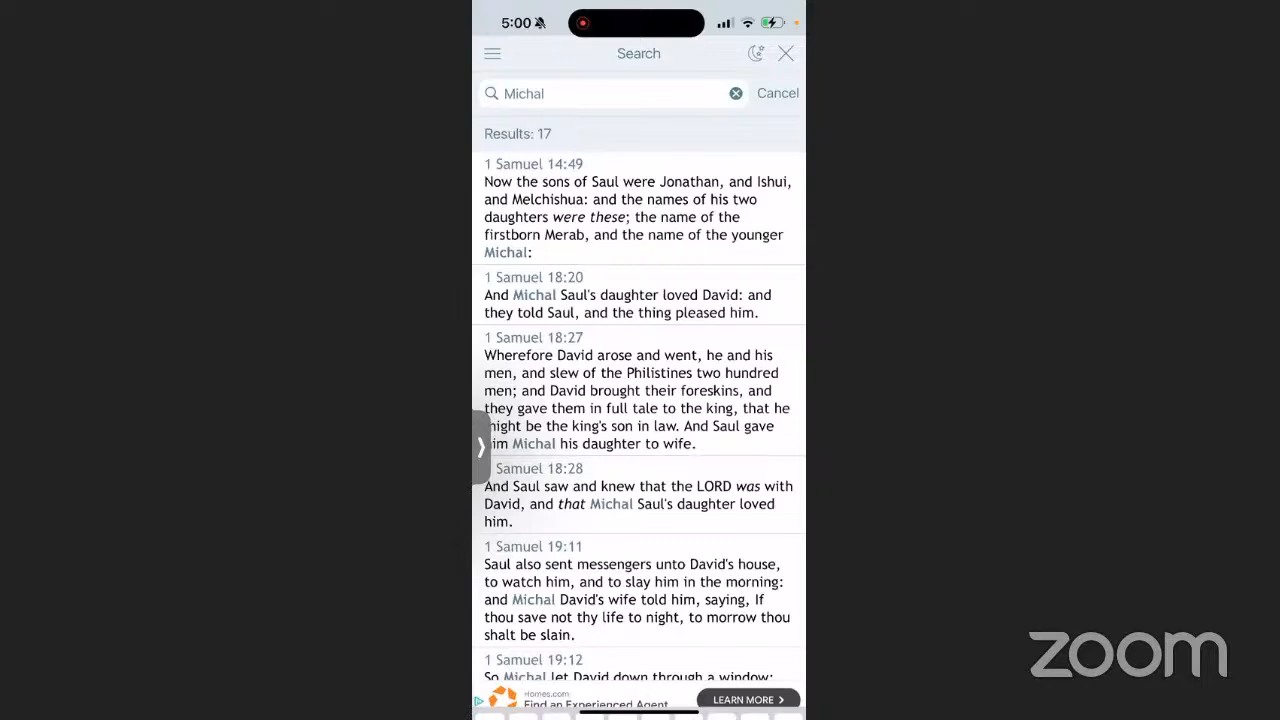 5:00
Search
Michal
Cancel
Results: 17
1 Samuel 14:49
Now the sons of Saul were Jonathan, and Ishui,
and Melchishua: and the names of his two
daughters were these; the name of the
firstborn Merab, and the name of the younger
Michal:
1 Samuel 18:20
And Michal Saul's daughter loved David: and
they told Saul, and the thing pleased him.
1 Samuel 18:27
Wherefore David arose and went, he and his
men, and slew of the Philistines two hundred
men; and David brought their foreskins, and
they gave them in full tale to the king, that he
might be the king's son in law. And Saul gave
him Michal his daughter to wife.
Samuel 18:28
And Saul saw and knew that the LORD was with
David, and that Michal Saul's daughter loved
him.
1 Samuel 19:11
Saul also sent messengers unto David's house,
to watch him, and to slay him in the morning:
and Michal David's wife told him, saying, If
thou save not thy life to night, to morrow thou
shalt be slain.
1 Samuel 19:12
So Michal let David down through a window:
Homes.com
Find an Experienced Agent
LEARN MORE
zoom